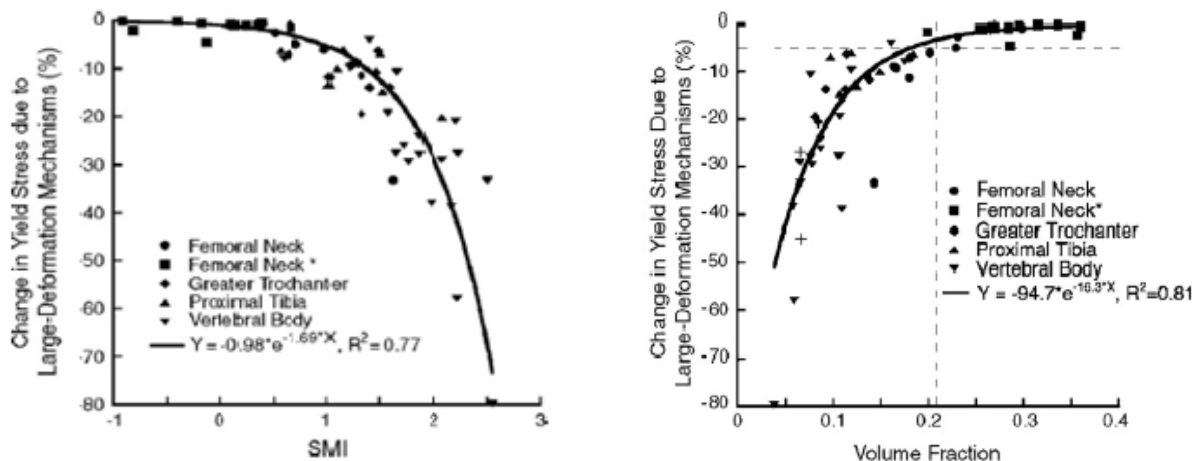 Change in Yield Stress due to
Large-Deformation Mechanisms (%)
0
-10
-20
-30
-40
-50
-60
-70
-80
Femoral Neck
Femoral Neck *
Greater Trochanter
Proximal Tibia
Vertebral Body
Y = -0.98*e^-1.69*X, R²=0.77
-1
0
1
2
3
SMI
Change in Yield Stress Due to
Large-Deformation Mechanisms (%)
0
-10
-20
-30
-40
-50
-60
-70
-80
Femoral Neck
Femoral Neck*
Greater Trochanter
Proximal Tibia
Vertebral Body
Y = -94.7*e^-16.3*X, R²=0.81
0
0.1
0.2
0.3
0.4
Volume Fraction